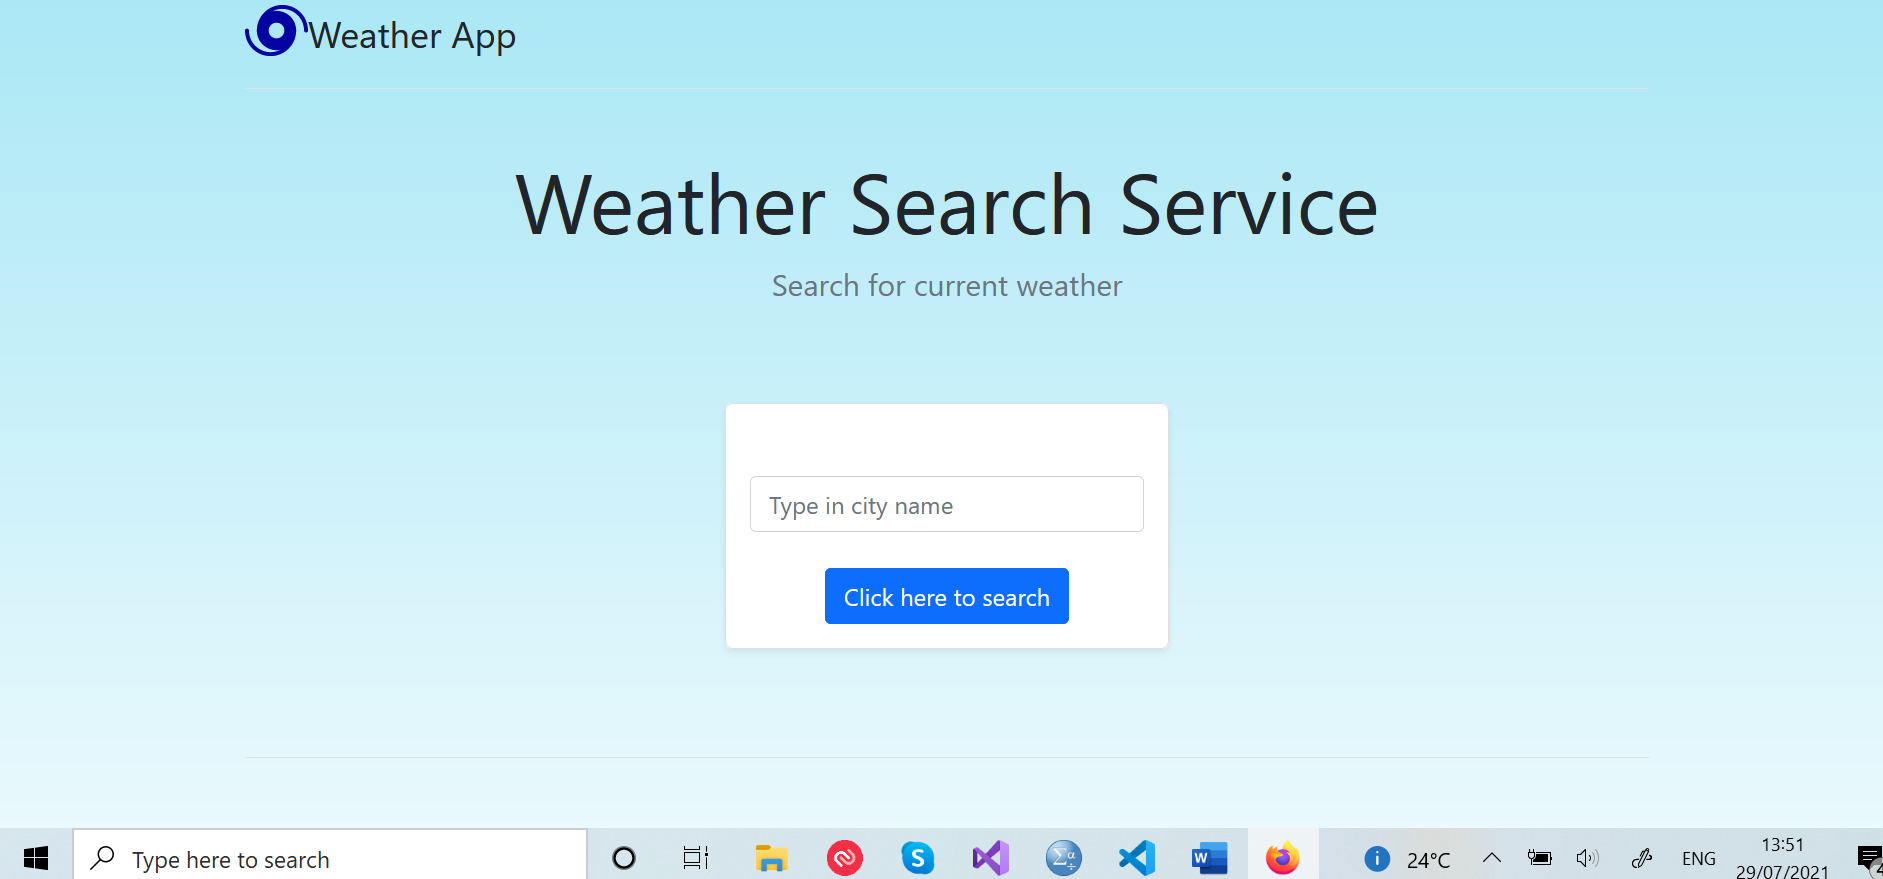 Weather App
Weather Search Service
Search for current weather
Type in city name
Click here to search
Type here to search
24°C
ENG
13:51
29/07/2021